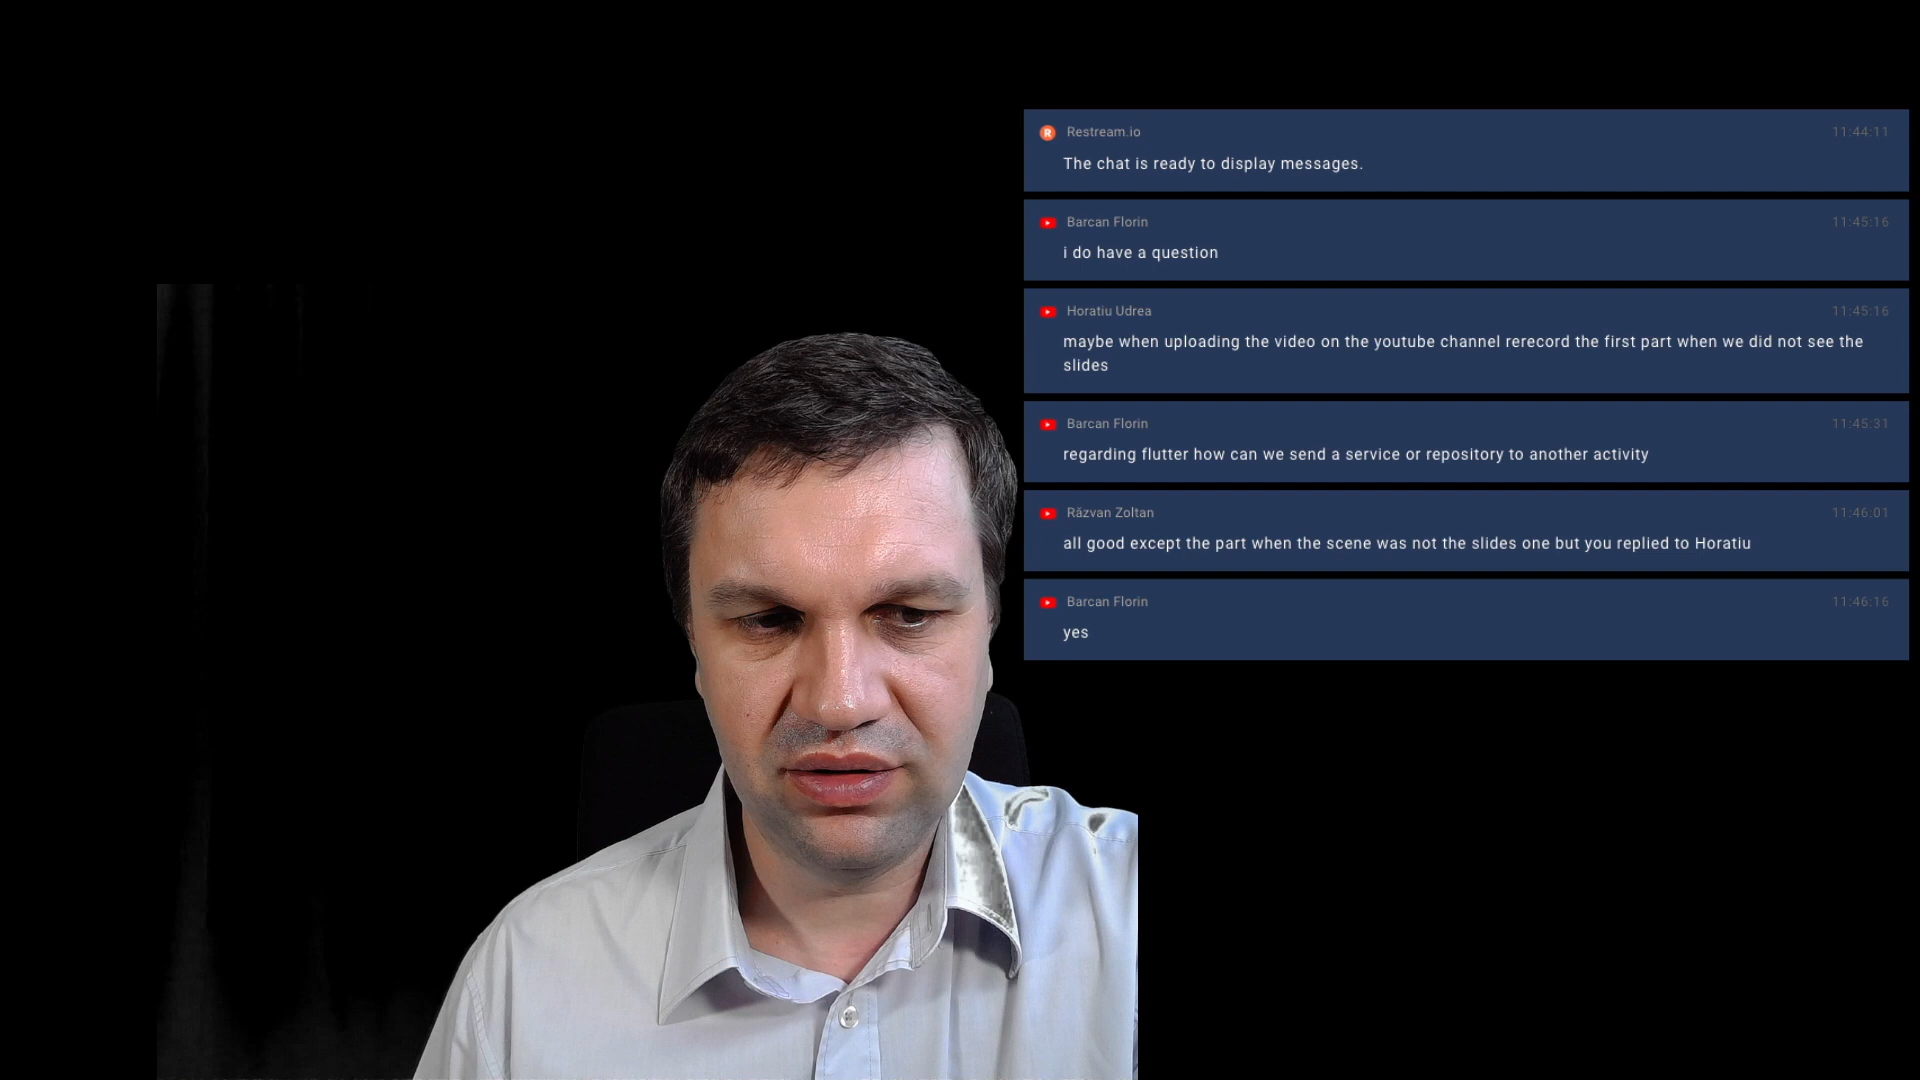 R Restream.io 11:44:11
The chat is ready to display messages.
Barcan Florin 11:45:16
i do have a question
Horatiu Udrea 11:45:16
maybe when uploading the video on the youtube channel rerecord the first part when we did not see the
slides
Barcan Florin 11:45:31
regarding flutter how can we send a service or repository to another activity
Răzvan Zoltan 11:46:01
all good except the part when the scene was not the slides one but you replied to Horatiu
Barcan Florin 11:46:16
yes